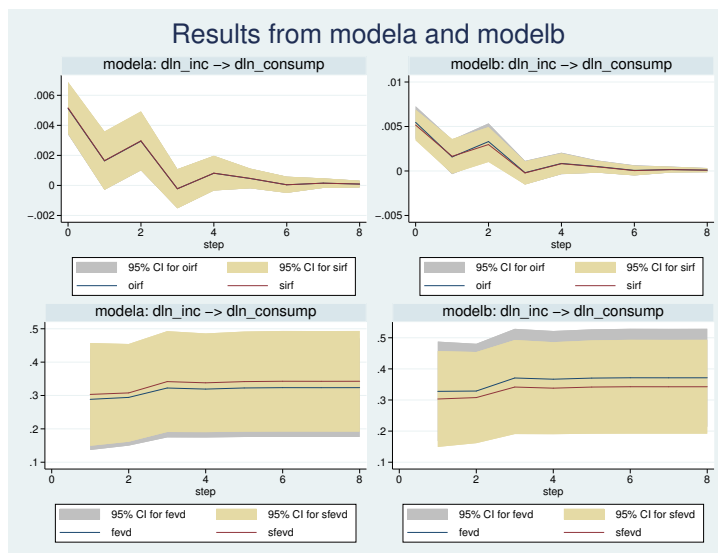 Results from modela and modelb
modela: dln_inc −> dln_consump
.006
.004
.002
0
−.002
0 2 4 6 8
step
95% CI for oirf 95% CI for sirf
oirf sirf
modelb: dln_inc −> dln_consump
.01
.005
0
−.005
0 2 4 6 8
step
95% CI for oirf 95% CI for sirf
oirf sirf
modela: dln_inc −> dln_consump
.5
.4
.3
.2
.1
0 2 4 6 8
step
95% CI for fevd 95% CI for sfevd
fevd sfevd
modelb: dln_inc −> dln_consump
.5
.4
.3
.2
.1
0 2 4 6 8
step
95% CI for fevd 95% CI for sfevd
fevd sfevd